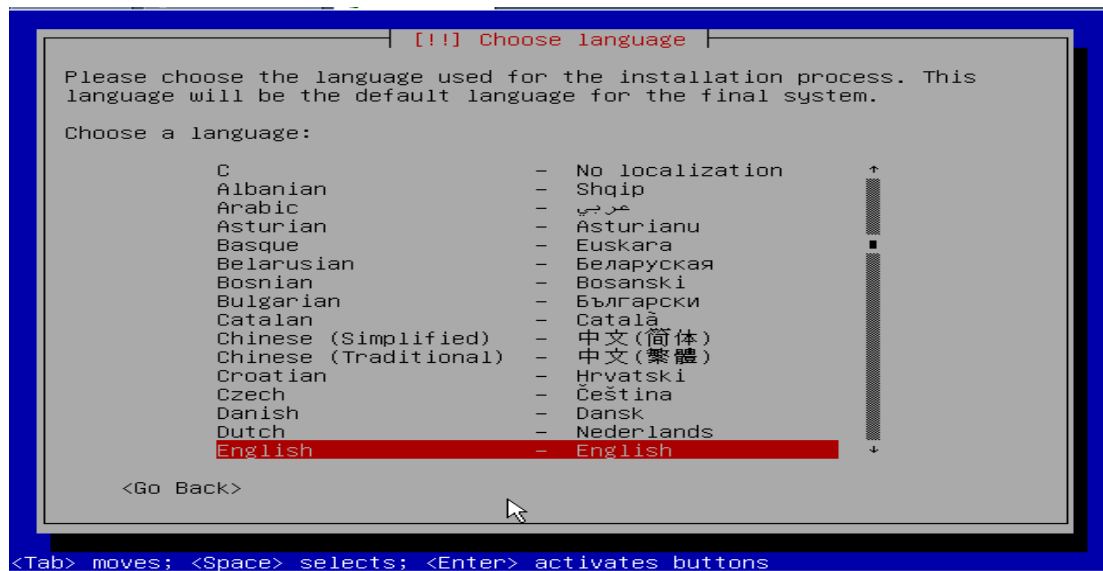 [!!] Choose language
Please choose the language used for the installation process. This
language will be the default language for the final system.
Choose a language:
C - No localization
Albanian - Shqip
Arabic - عربي
Asturian - Asturianu
Basque - Euskara
Belarusian - Беларуская
Bosnian - Bosanski
Bulgarian - Български
Catalan - Català
Chinese (Simplified) - 中文(简体)
Chinese (Traditional) - 中文(繁體)
Croatian - Hrvatski
Czech - Čeština
Danish - Dansk
Dutch - Nederlands
English - English
<Go Back>
<Tab> moves; <Space> selects; <Enter> activates buttons